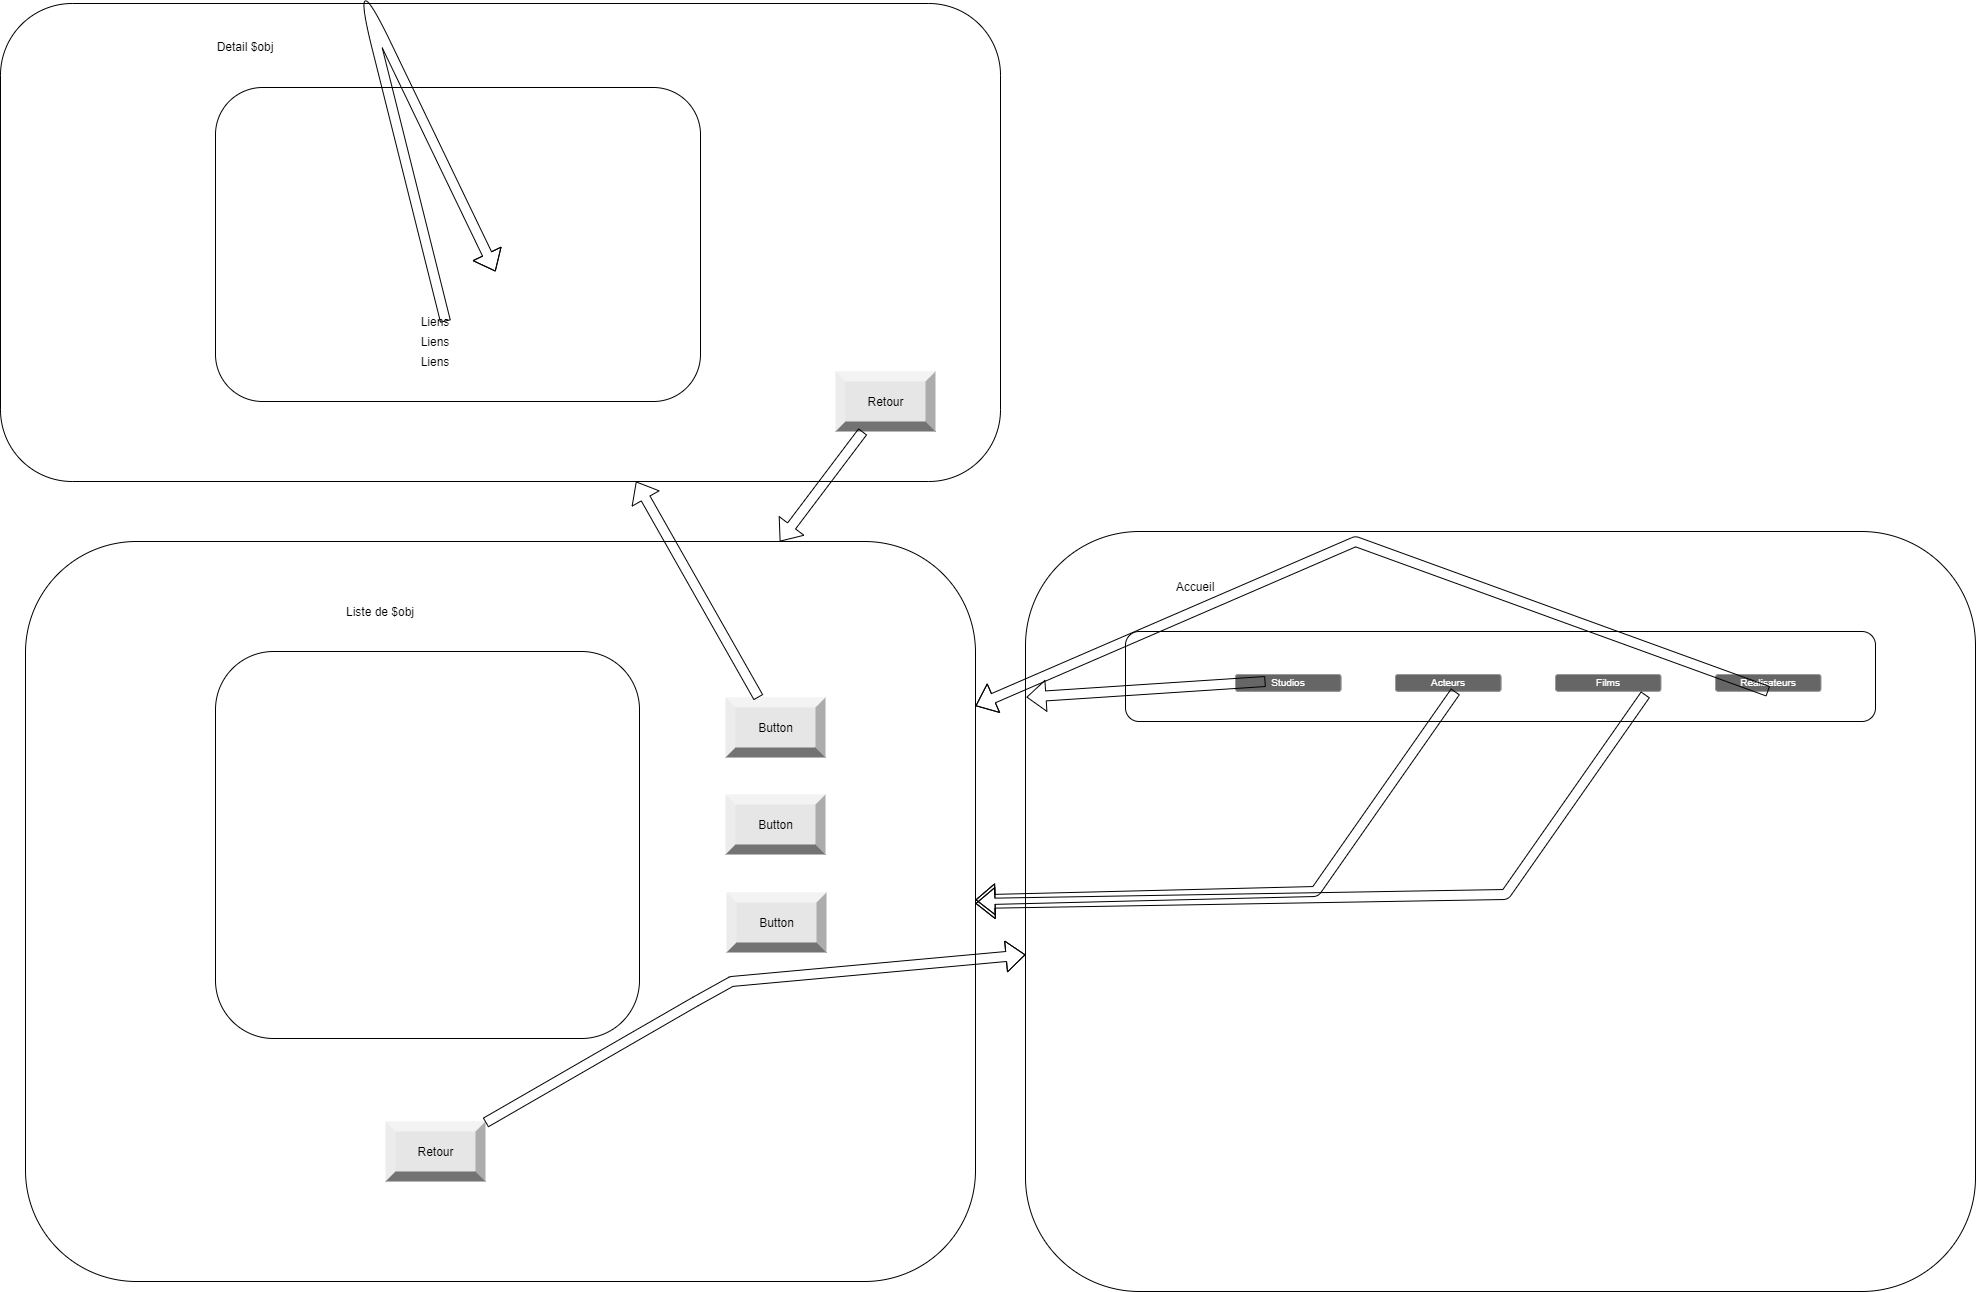 Detail $obj
Liens
Liens
Liens
Retour
Liste de $obj
Button
Button
Button
Retour
Accueil
Studios
Acteurs
Films
Realisateurs